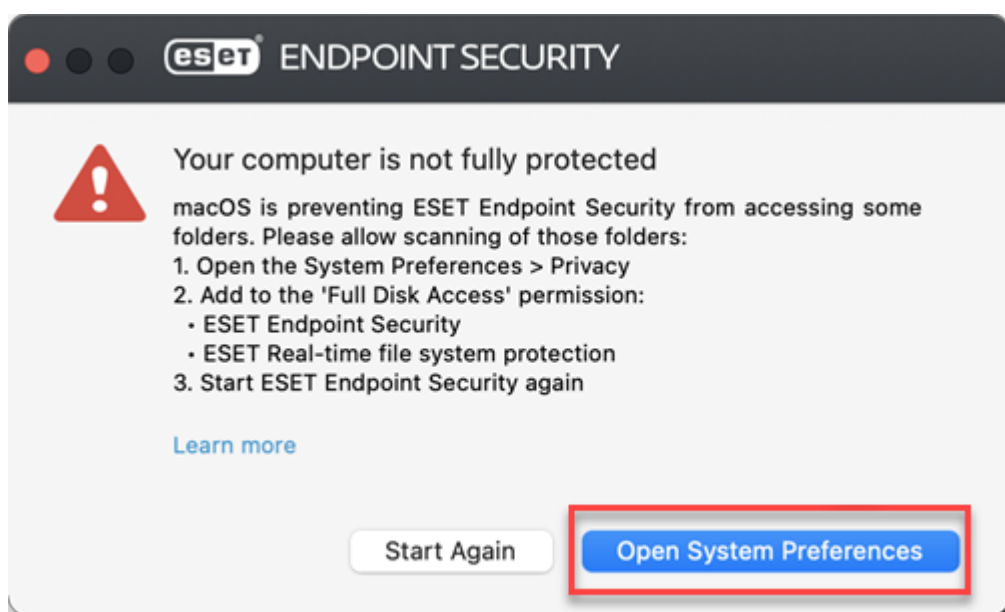 eset ENDPOINT SECURITY
Your computer is not fully protected
macOS is preventing ESET Endpoint Security from accessing some
folders. Please allow scanning of those folders:
1. Open the System Preferences > Privacy
2. Add to the 'Full Disk Access' permission:
• ESET Endpoint Security
• ESET Real-time file system protection
3. Start ESET Endpoint Security again
Learn more
Start Again
Open System Preferences